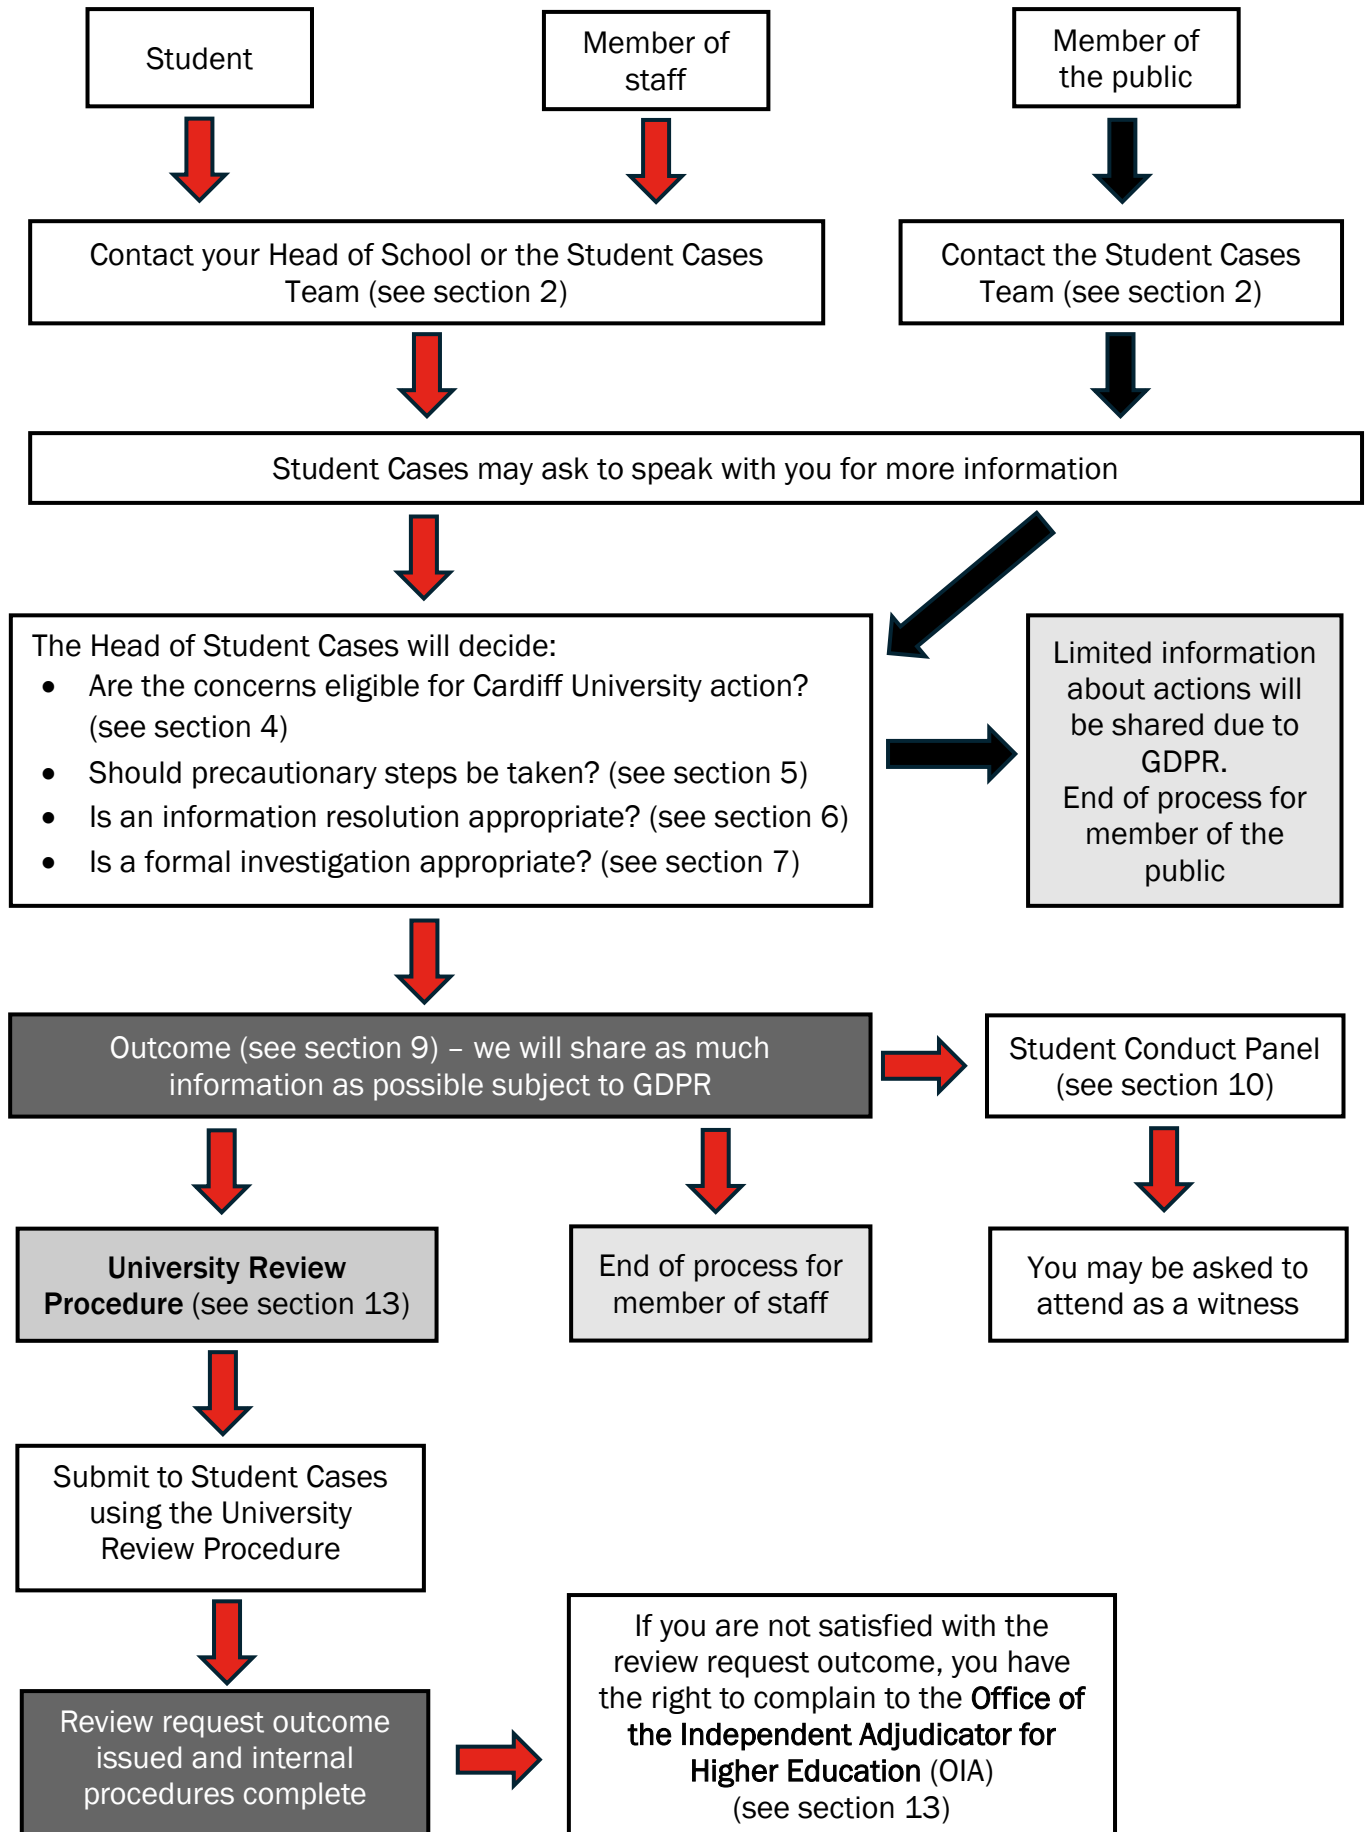 Student
Member of
staff
Member of
the public
Contact your Head of School or the Student Cases
Team (see section 2)
Contact the Student Cases
Team (see section 2)
Student Cases may ask to speak with you for more information
The Head of Student Cases will decide:
• Are the concerns eligible for Cardiff University action?
(see section 4)
• Should precautionary steps be taken? (see section 5)
• Is an information resolution appropriate? (see section 6)
• Is a formal investigation appropriate? (see section 7)
Limited information
about actions will
be shared due to
GDPR.
End of process for
member of the
public
Outcome (see section 9) – we will share as much
information as possible subject to GDPR
Student Conduct Panel
(see section 10)
University Review
Procedure (see section 13)
End of process for
member of staff
You may be asked to
attend as a witness
Submit to Student Cases
using the University
Review Procedure
Review request outcome
issued and internal
procedures complete
If you are not satisfied with the
review request outcome, you have
the right to complain to the Office of
the Independent Adjudicator for
Higher Education (OIA)
(see section 13)